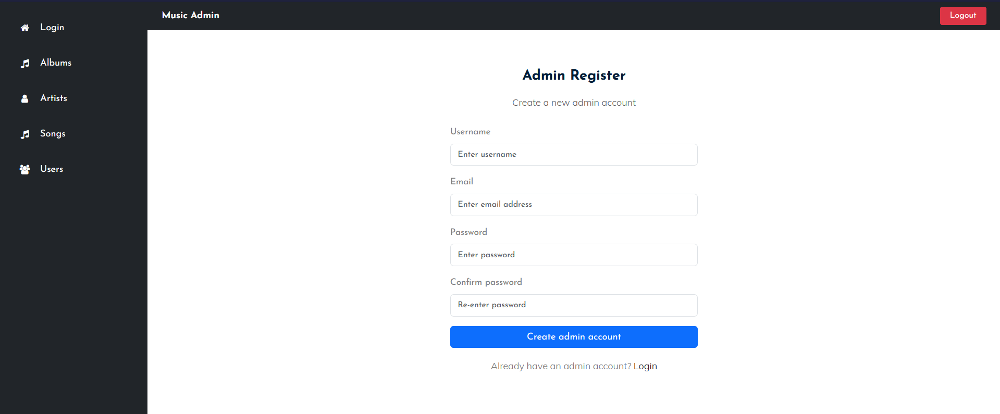 Music Admin
Logout
Login
Albums
Artists
Songs
Users
Admin Register
Create a new admin account
Username
Enter username
Email
Enter email address
Password
Enter password
Confirm password
Re-enter password
Create admin account
Already have an admin account? Login